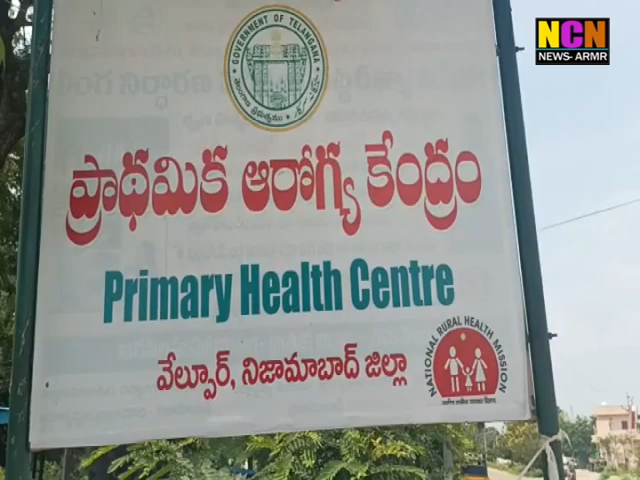 NCN
NEWS- ARMR
GOVERNMENT OF TELANGANA
ప్రాథమిక ఆరోగ్య కేంద్రం
Primary Health Centre
వేల్పూర్, నిజామాబాద్ జిల్లా
NATIONAL RURAL HEALTH MISSION